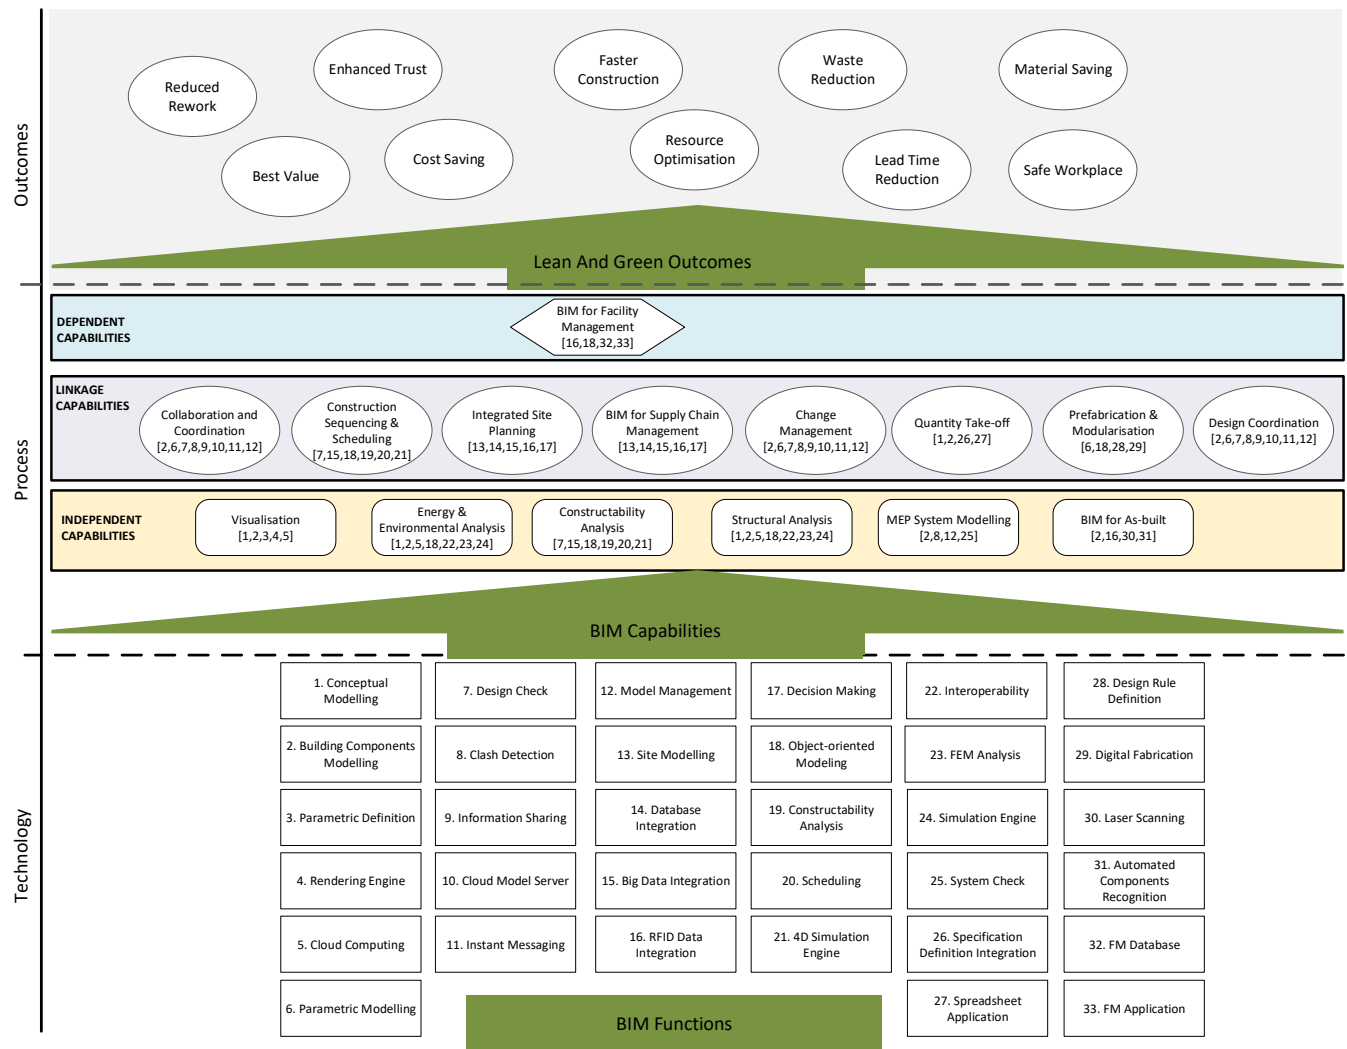 Outcomes
Reduced
Rework
Enhanced Trust
Faster
Construction
Waste
Reduction
Material Saving
Best Value
Cost Saving
Resource
Optimisation
Lead Time
Reduction
Safe Workplace
Lean And Green Outcomes
Process
DEPENDENT
CAPABILITIES
BIM for Facility
Management
[16,18,32,33]
LINKAGE
CAPABILITIES
Collaboration and
Coordination
[2,6,7,8,9,10,11,12]
Construction
Sequencing &
Scheduling
[7,15,18,19,20,21]
Integrated Site
Planning
[13,14,15,16,17]
BIM for Supply Chain
Management
[13,14,15,16,17]
Change
Management
[2,6,7,8,9,10,11,12]
Quantity Take-off
[1,2,26,27]
Prefabrication &
Modularisation
[6,18,28,29]
Design Coordination
[2,6,7,8,9,10,11,12]
INDEPENDENT
CAPABILITIES
Visualisation
[1,2,3,4,5]
Energy &
Environmental Analysis
[1,2,5,18,22,23,24]
Constructability
Analysis
[7,15,18,19,20,21]
Structural Analysis
[1,2,5,18,22,23,24]
MEP System Modelling
[2,8,12,25]
BIM for As-built
[2,16,30,31]
BIM Capabilities
Technology
1. Conceptual
Modelling
7. Design Check
12. Model Management
17. Decision Making
22. Interoperability
28. Design Rule
Definition
2. Building Components
Modelling
8. Clash Detection
13. Site Modelling
18. Object-oriented
Modeling
23. FEM Analysis
29. Digital Fabrication
3. Parametric Definition
9. Information Sharing
14. Database
Integration
19. Constructability
Analysis
24. Simulation Engine
30. Laser Scanning
4. Rendering Engine
10. Cloud Model Server
15. Big Data Integration
20. Scheduling
25. System Check
31. Automated
Components
Recognition
5. Cloud Computing
11. Instant Messaging
16. RFID Data
Integration
21. 4D Simulation
Engine
26. Specification
Definition Integration
32. FM Database
6. Parametric Modelling
27. Spreadsheet
Application
33. FM Application
BIM Functions